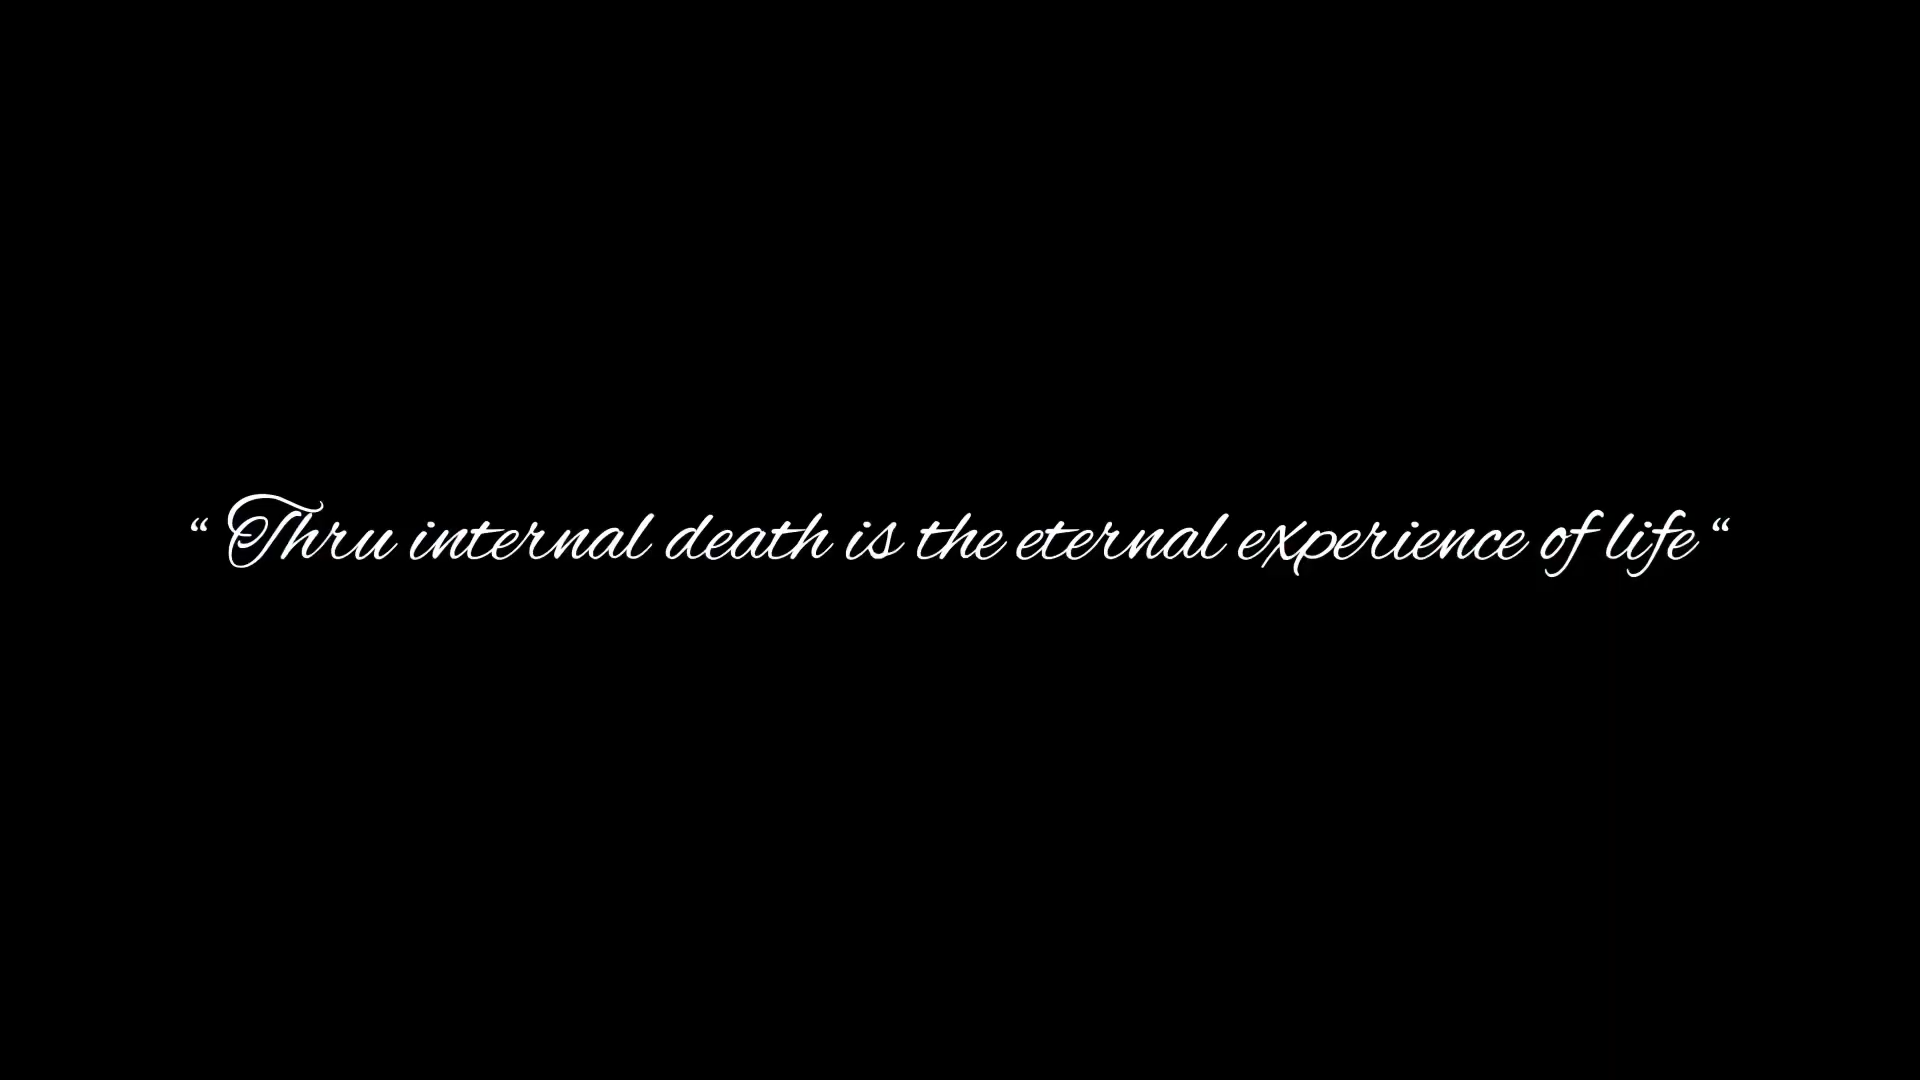 “ Thru internal death is the eternal experience of life “